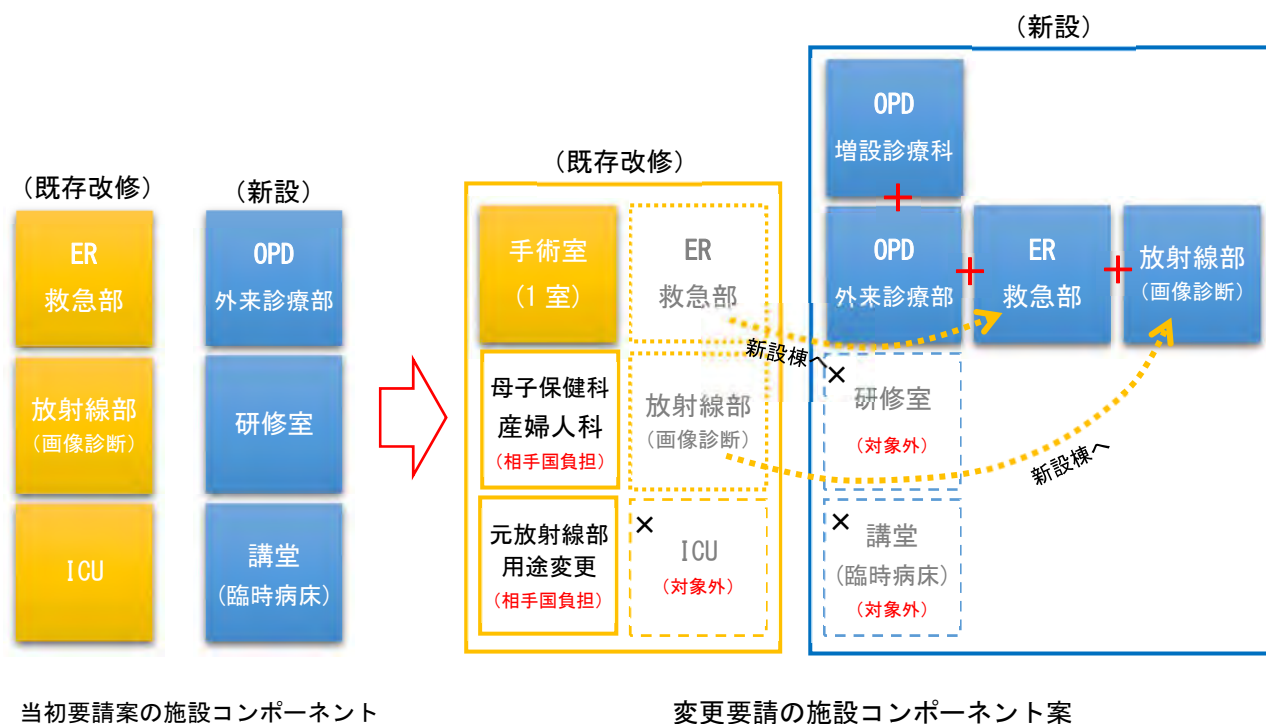 （既存改修）
ER
救急部
放射線部
（画像診断）
ICU
（新設）
OPD
外来診療部
研修室
講堂
（臨時病床）
当初要請案の施設コンポーネント
（既存改修）
手術室
（1室）
ER
救急部
母子保健科
産婦人科
（相手国負担）
放射線部
（画像診断）
元放射線部
用途変更
（相手国負担）
×
ICU
（対象外）
新設棟へ
新設棟へ
（新設）
OPD
増設診療科
+
OPD
外来診療部
+
ER
救急部
+
放射線部
（画像診断）
×
研修室
（対象外）
×
講堂
（臨時病床）
（対象外）
変更要請の施設コンポーネント案